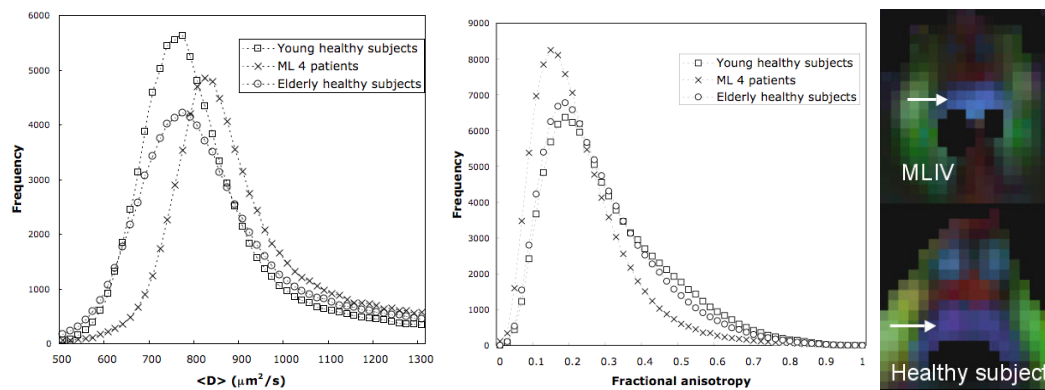 6000
5000
4000
3000
2000
1000
0
Frequency
Young healthy subjects
ML 4 patients
Elderly healthy subjects
500 600 700 800 900 1000 1100 1200 1300
<D> (μm²/s)
9000
8000
7000
6000
5000
4000
3000
2000
1000
0
Frequency
Young healthy subjects
ML 4 patients
Elderly healthy subjects
0 0.1 0.2 0.3 0.4 0.5 0.6 0.7 0.8 0.9 1
Fractional anisotropy
MLIV
Healthy subject